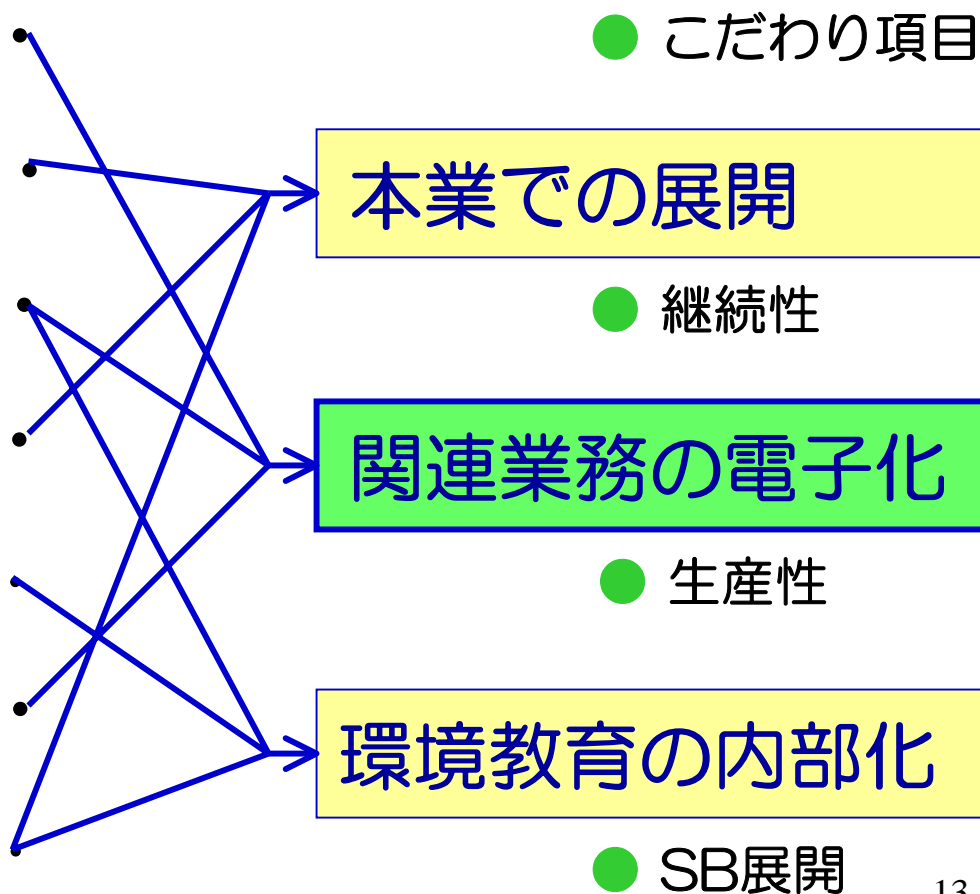 こだわり項目
本業での展開
継続性
関連業務の電子化
生産性
環境教育の内部化
SB展開
13